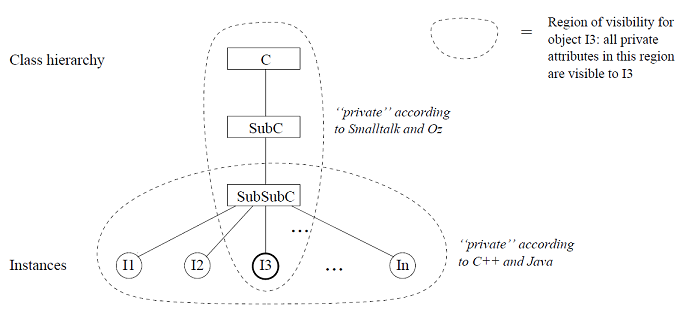 Region of visibility for
object I3: all private
attributes in this region
are visible to I3
=
Class hierarchy
C
‘‘private’’ according
to Smalltalk and Oz
SubC
SubSubC
...
‘‘private’’ according
to C++ and Java
Instances
I1
I2
I3
...
In